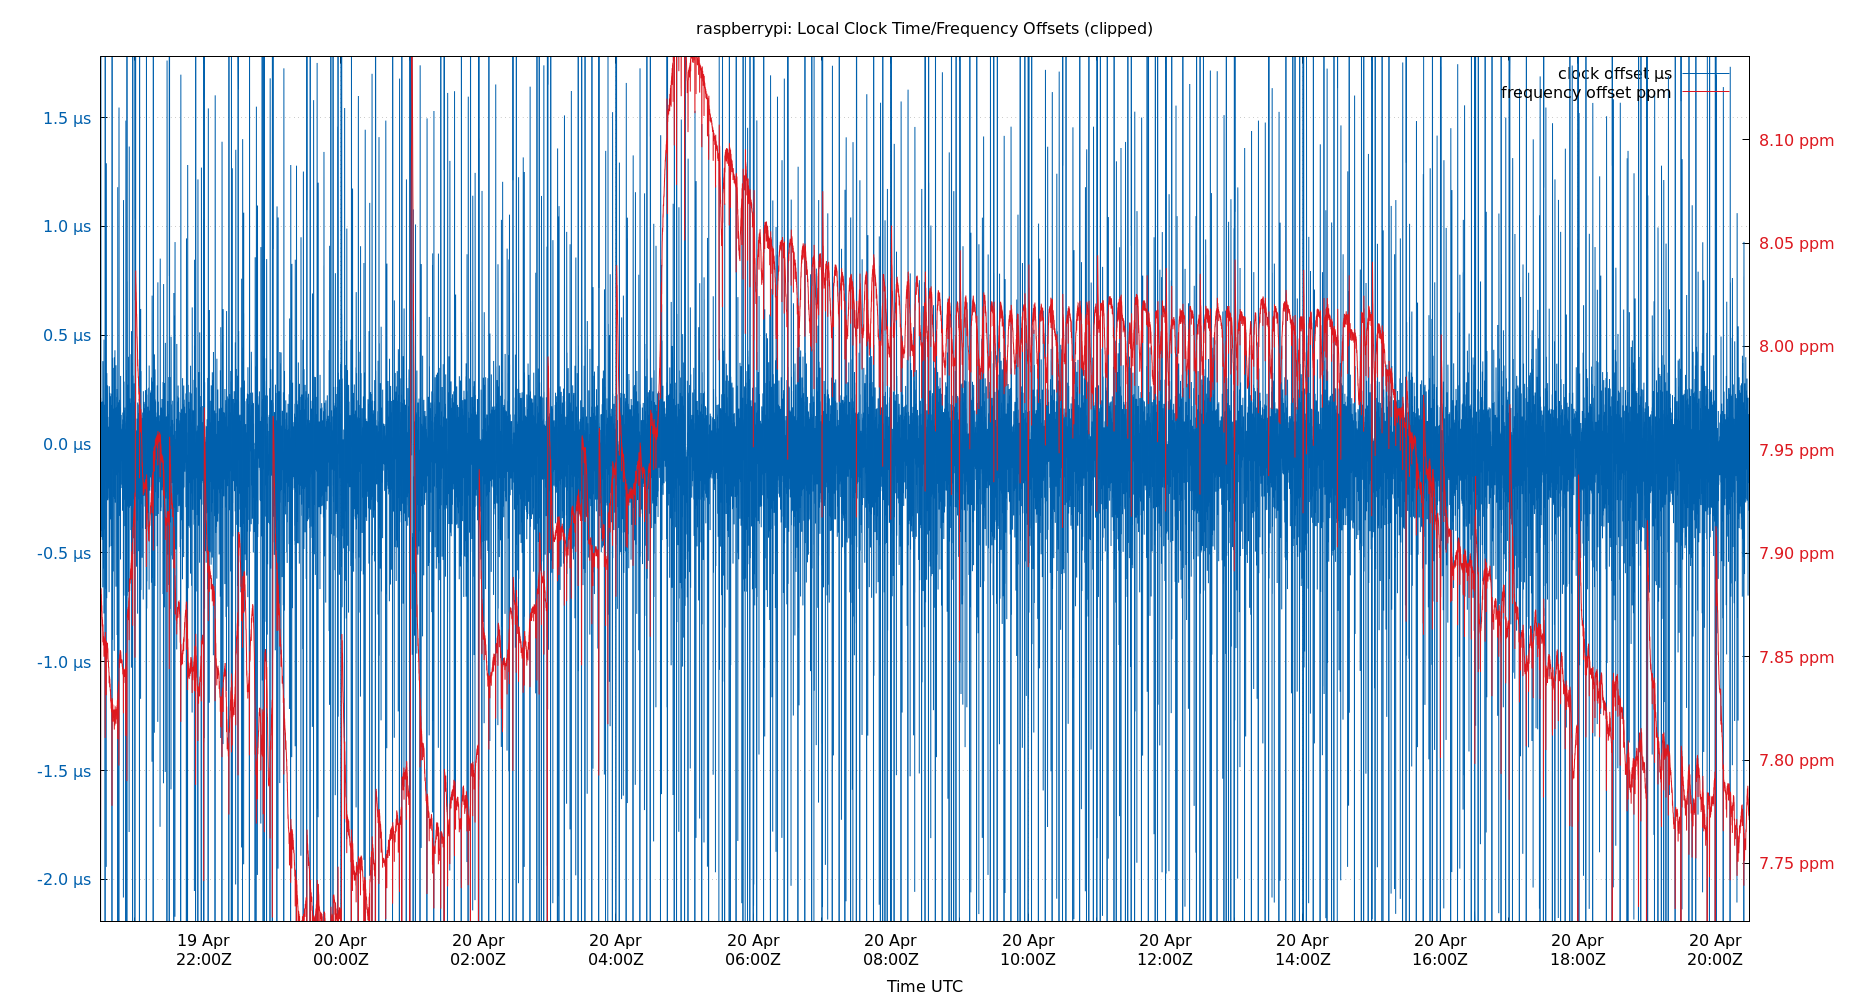 raspberrypi: Local Clock Time/Frequency Offsets (clipped)
clock offset µs
frequency offset ppm
1.5 µs
1.0 µs
0.5 µs
0.0 µs
-0.5 µs
-1.0 µs
-1.5 µs
-2.0 µs
8.10 ppm
8.05 ppm
8.00 ppm
7.95 ppm
7.90 ppm
7.85 ppm
7.80 ppm
7.75 ppm
19 Apr 20 Apr 20 Apr 20 Apr 20 Apr 20 Apr 20 Apr 20 Apr 20 Apr 20 Apr 20 Apr 20 Apr
22:00Z 00:00Z 02:00Z 04:00Z 06:00Z 08:00Z 10:00Z 12:00Z 14:00Z 16:00Z 18:00Z 20:00Z
Time UTC